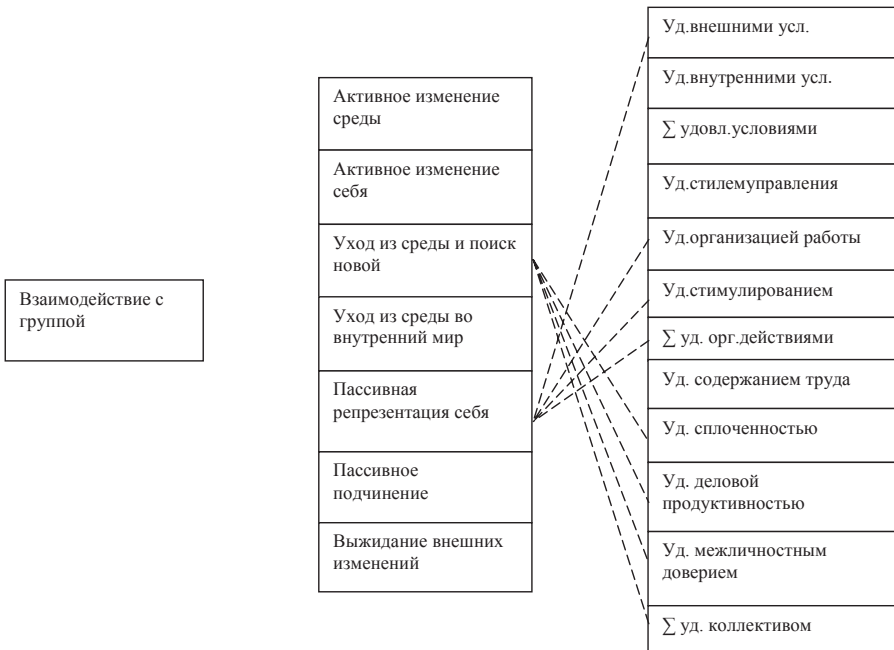 Взаимодействие с
группой
Активное изменение
среды
Активное изменение
себя
Уход из среды и поиск
новой
Уход из среды во
внутренний мир
Пассивная
репрезентация себя
Пассивное
подчинение
Выжидание внешних
изменений
Уд.внешними усл.
Уд.внутренними усл.
∑ удовл.условиями
Уд.стилемуправления
Уд.организацией работы
Уд.стимулированием
∑ уд. орг.действиями
Уд. содержанием труда
Уд. сплоченностью
Уд. деловой
продуктивностью
Уд. межличностным
доверием
∑ уд. коллективом